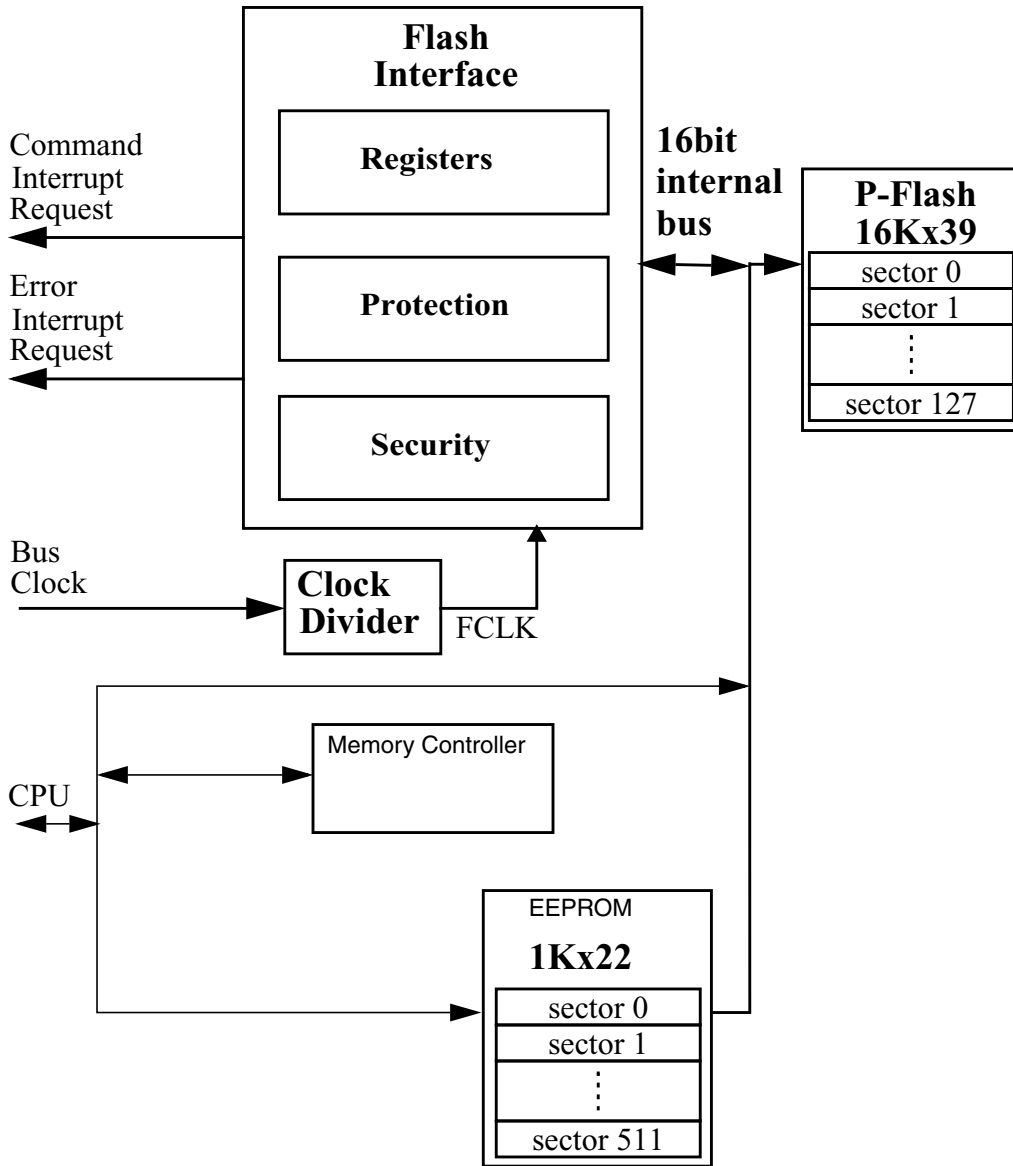 Flash
Interface
Registers
Protection
Security
Command
Interrupt
Request
Error
Interrupt
Request
16bit
internal
bus
P-Flash
16Kx39
sector 0
sector 1
sector 127
Bus
Clock
Clock
Divider
FCLK
Memory Controller
CPU
EEPROM
1Kx22
sector 0
sector 1
sector 511